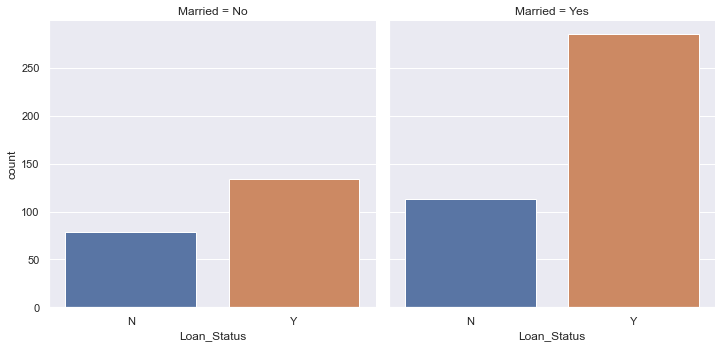 Married = No
Married = Yes
count
250
200
150
100
50
0
N
Y
N
Y
Loan_Status
Loan_Status